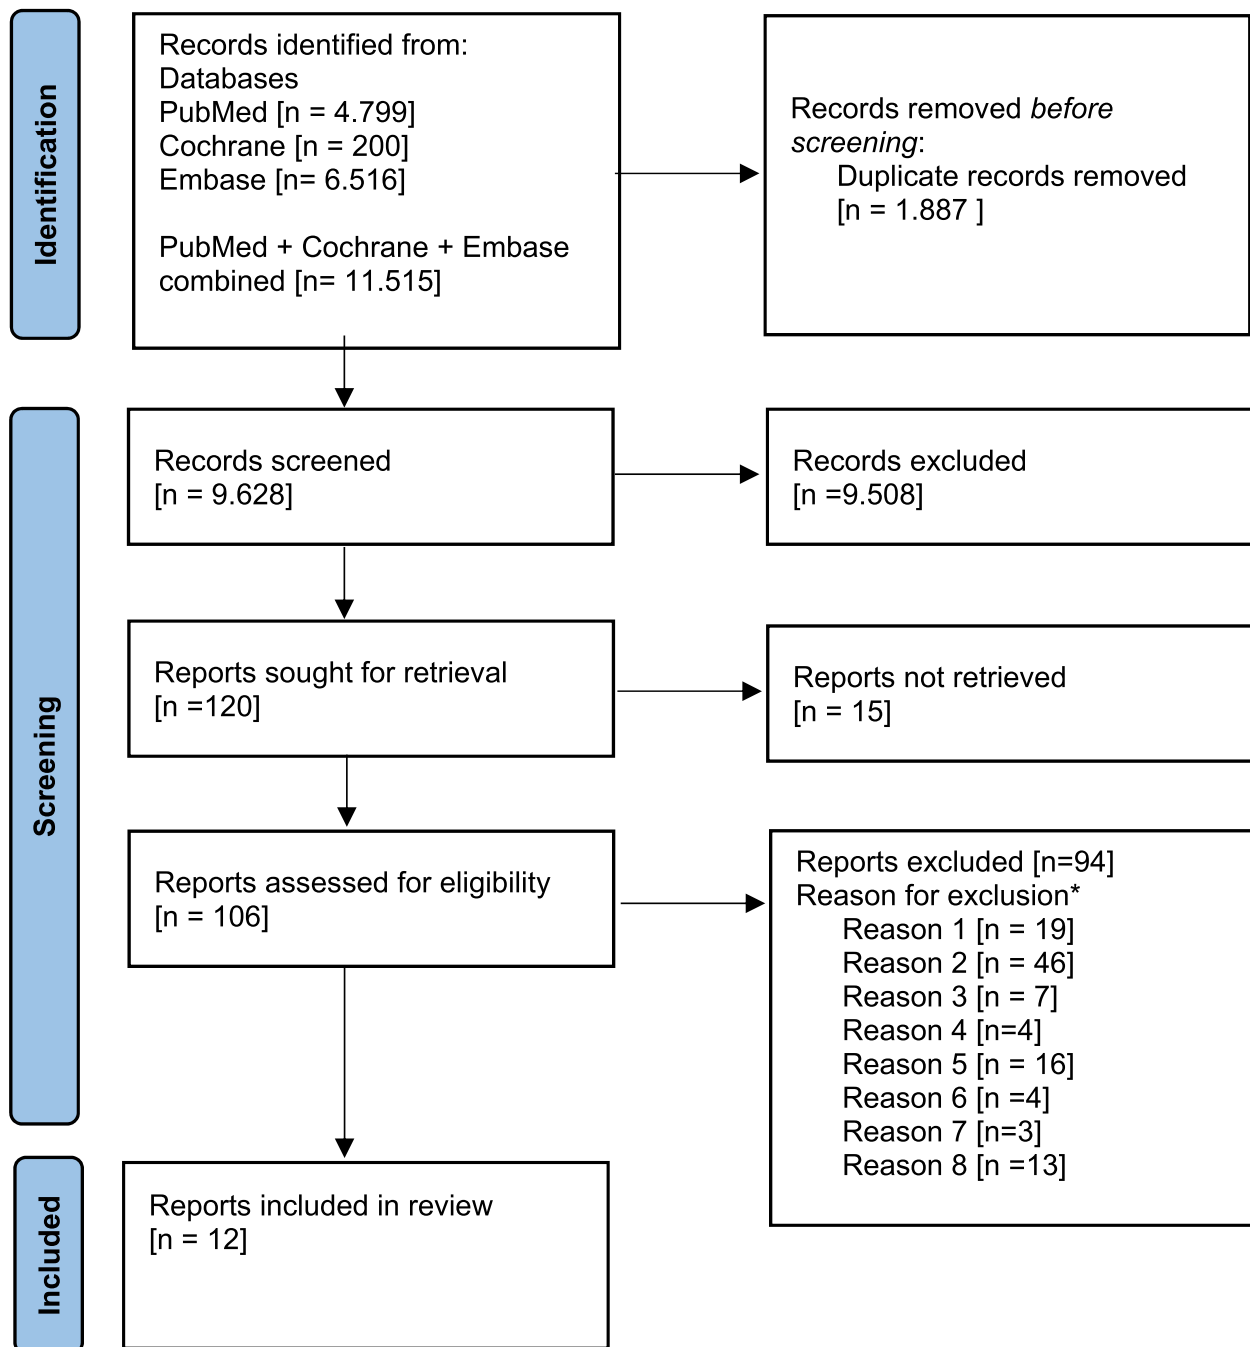 Identification
Records identified from:
Databases
PubMed [n = 4.799]
Cochrane [n = 200]
Embase [n= 6.516]
PubMed + Cochrane + Embase
combined [n= 11.515]
Records removed before
screening:
Duplicate records removed
[n = 1.887 ]
Screening
Records screened
[n = 9.628]
Records excluded
[n =9.508]
Reports sought for retrieval
[n =120]
Reports not retrieved
[n = 15]
Reports assessed for eligibility
[n = 106]
Reports excluded [n=94]
Reason for exclusion*
Reason 1 [n = 19]
Reason 2 [n = 46]
Reason 3 [n = 7]
Reason 4 [n=4]
Reason 5 [n = 16]
Reason 6 [n =4]
Reason 7 [n=3]
Reason 8 [n =13]
Included
Reports included in review
[n = 12]